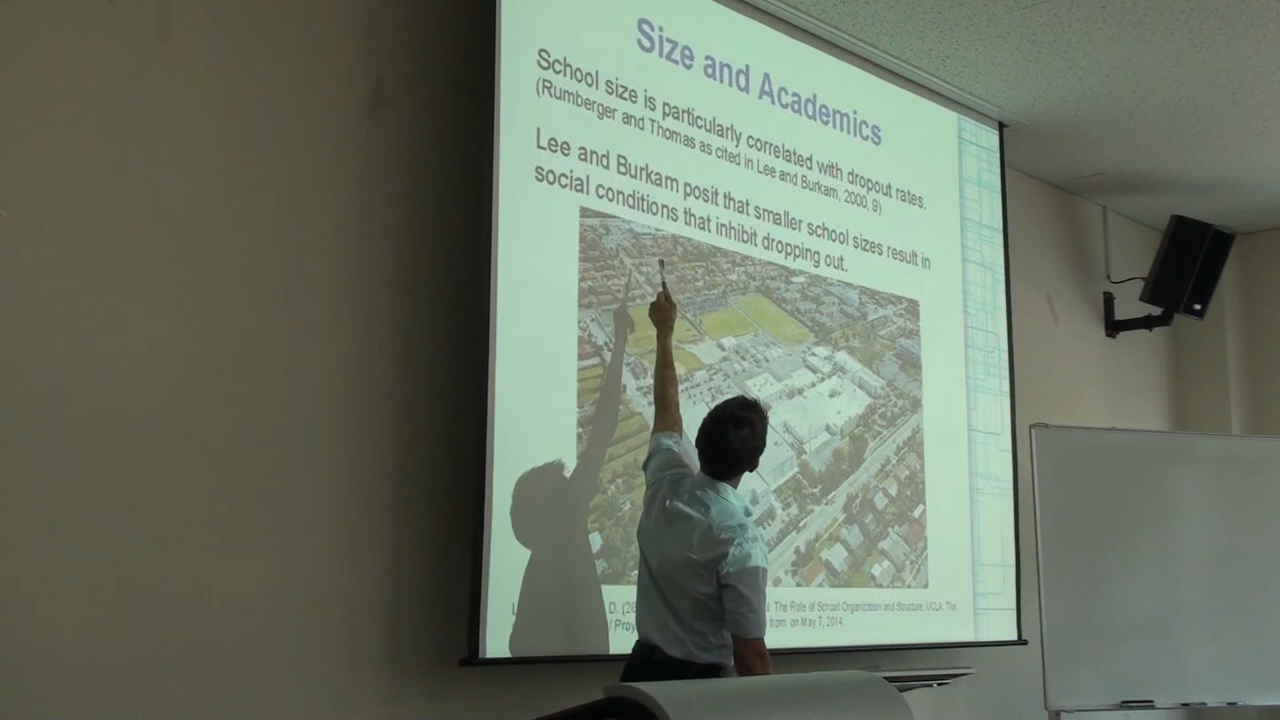 Size and Academics
School size is particularly correlated with dropout rates.
(Rumberger and Thomas as cited in Lee and Burkam, 2000, 9)
Lee and Burkam posit that smaller school sizes result in
social conditions that inhibit dropping out.
D. The Role of School Organization and Structure. UCLA: The
from on May 7, 2014.